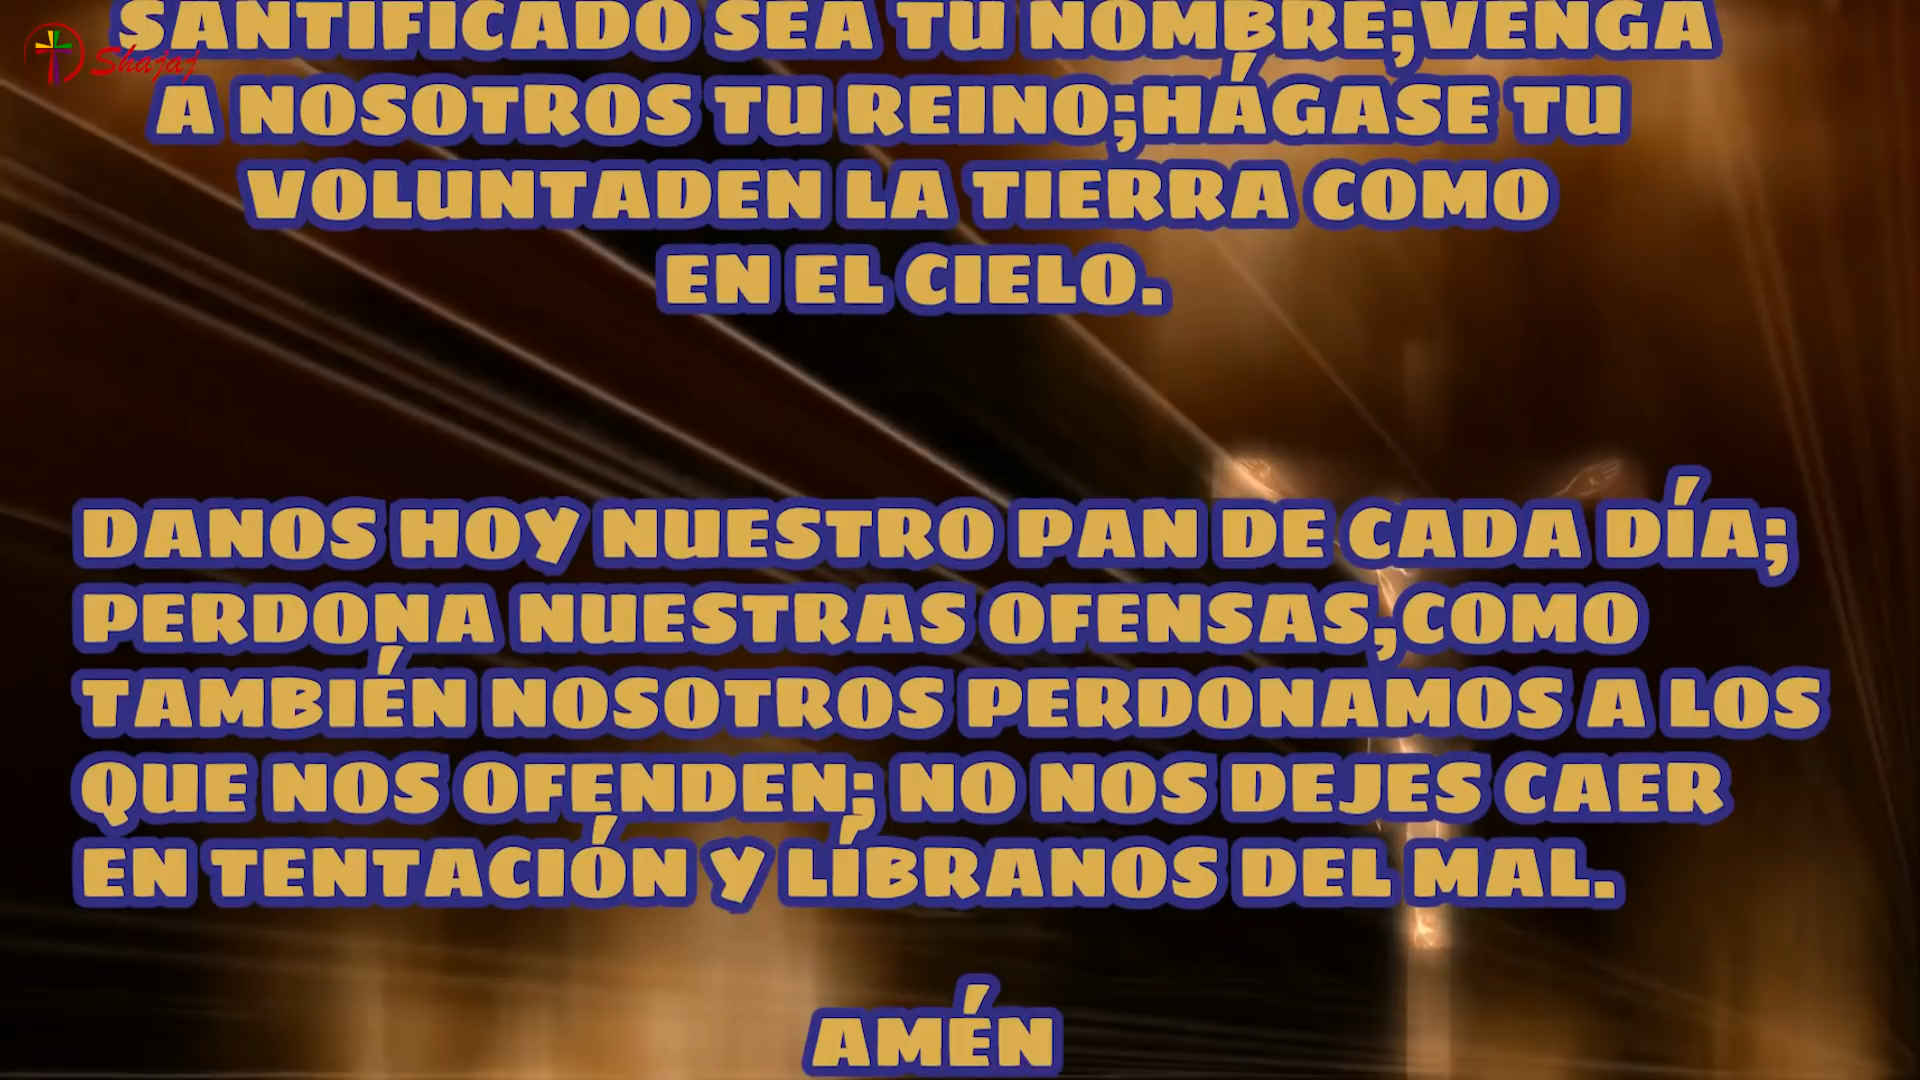 Shajaj
SANTIFICADO SEA TU NOMBRE;VENGA
A NOSOTROS TU REINO;HÁGASE TU
VOLUNTADEN LA TIERRA COMO
EN EL CIELO.
DANOS HOY NUESTRO PAN DE CADA DÍA;
PERDONA NUESTRAS OFENSAS,COMO
TAMBIÉN NOSOTROS PERDONAMOS A LOS
QUE NOS OFENDEN; NO NOS DEJES CAER
EN TENTACIÓN Y LÍBRANOS DEL MAL.
AMÉN